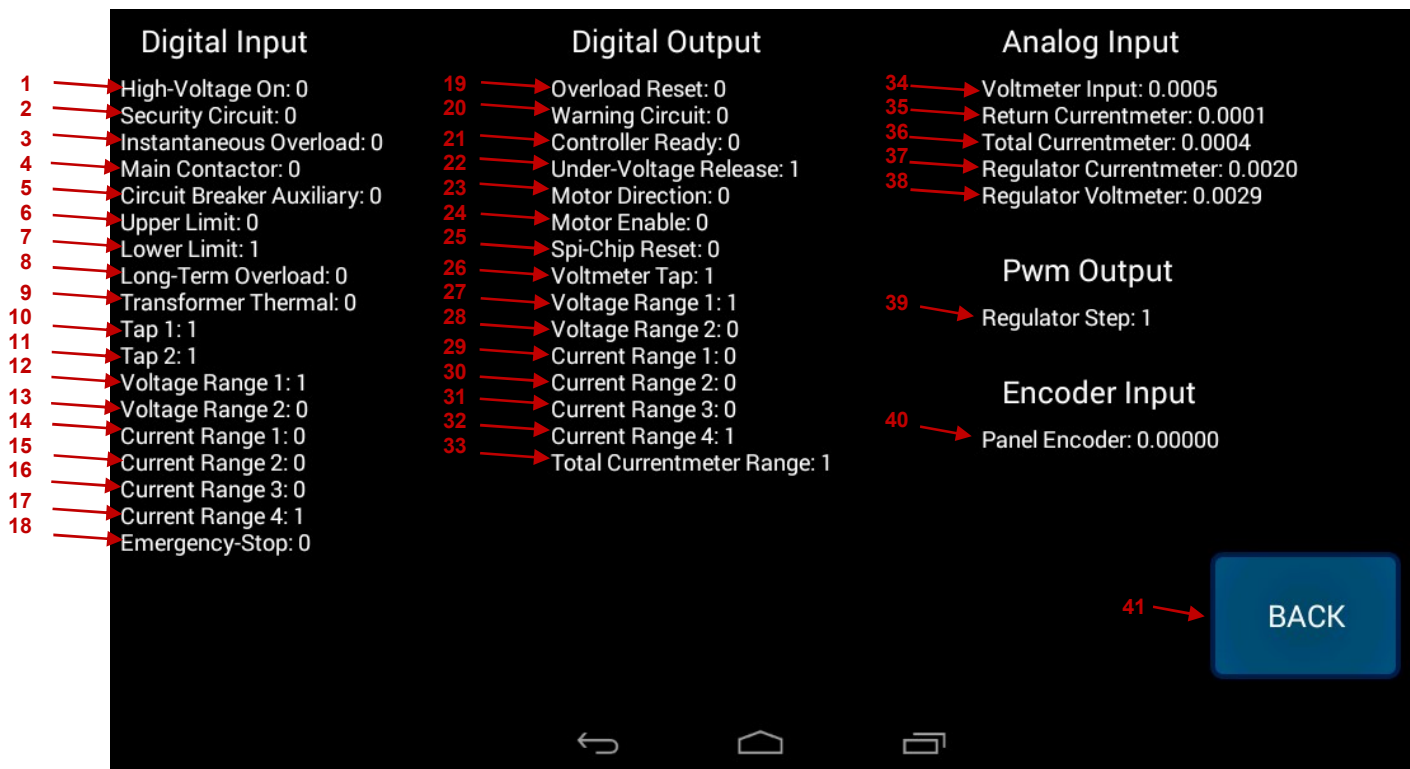 Digital Input
1 High-Voltage On: 0
2 Security Circuit: 0
3 Instantaneous Overload: 0
4 Main Contactor: 0
5 Circuit Breaker Auxiliary: 0
6 Upper Limit: 0
7 Lower Limit: 1
8 Long-Term Overload: 0
9 Transformer Thermal: 0
10 Tap 1: 1
11 Tap 2: 1
12 Voltage Range 1: 1
13 Voltage Range 2: 0
14 Current Range 1: 0
15 Current Range 2: 0
16 Current Range 3: 0
17 Current Range 4: 1
18 Emergency-Stop: 0
Digital Output
19 Overload Reset: 0
20 Warning Circuit: 0
21 Controller Ready: 0
22 Under-Voltage Release: 1
23 Motor Direction: 0
24 Motor Enable: 0
25 Spi-Chip Reset: 0
26 Voltmeter Tap: 1
27 Voltage Range 1: 1
28 Voltage Range 2: 0
29 Current Range 1: 0
30 Current Range 2: 0
31 Current Range 3: 0
32 Current Range 4: 1
33 Total Currentmeter Range: 1
Analog Input
34 Voltmeter Input: 0.0005
35 Return Currentmeter: 0.0001
36 Total Currentmeter: 0.0004
37 Regulator Currentmeter: 0.0020
38 Regulator Voltmeter: 0.0029
Pwm Output
39 Regulator Step: 1
Encoder Input
40 Panel Encoder: 0.00000
41 BACK